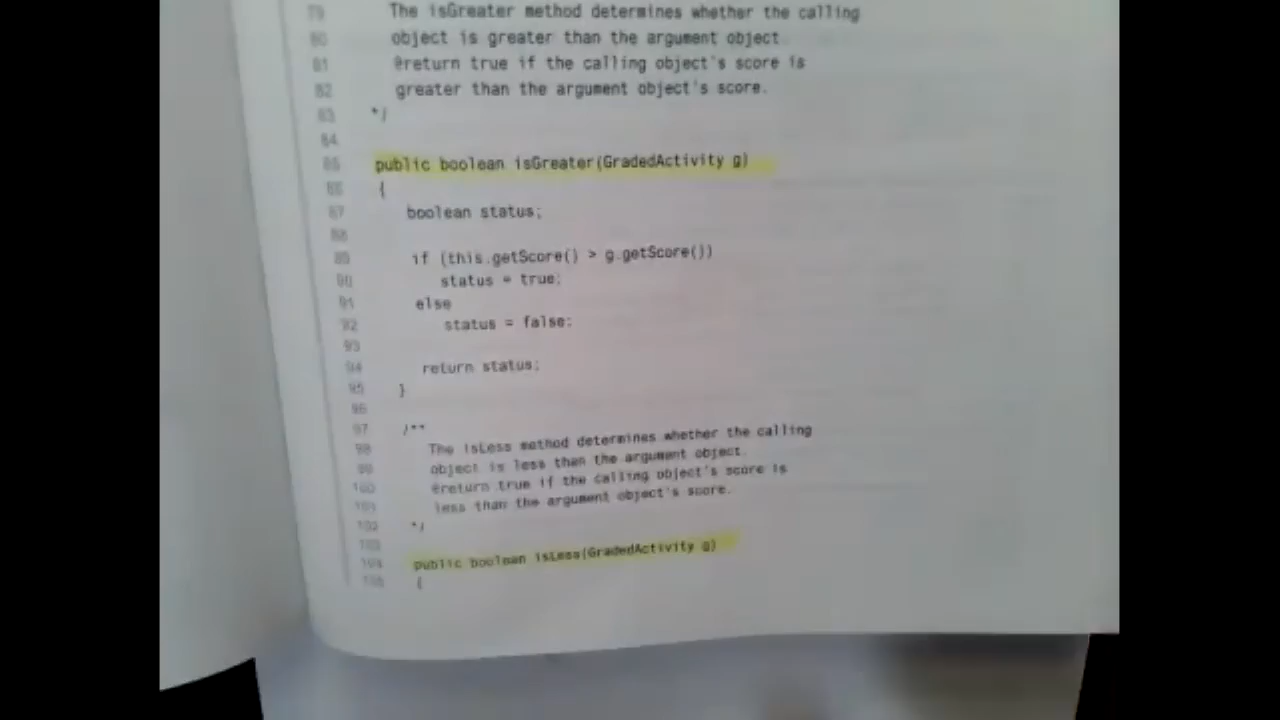 79 The isGreater method determines whether the calling
80 object is greater than the argument object.
81 @return true if the calling object's score is
82 greater than the argument object's score.
83 */
84
85 public boolean isGreater(GradedActivity g)
86 {
87 boolean status;
88
89 if (this.getScore() > g.getScore())
90 status = true;
91 else
92 status = false;
93
94 return status;
95 }
96
97 /**
98 The isLess method determines whether the calling
99 object is less than the argument object.
100 @return true if the calling object's score is
101 less than the argument object's score.
102 */
103
104 public boolean isLess(GradedActivity g)
105 {